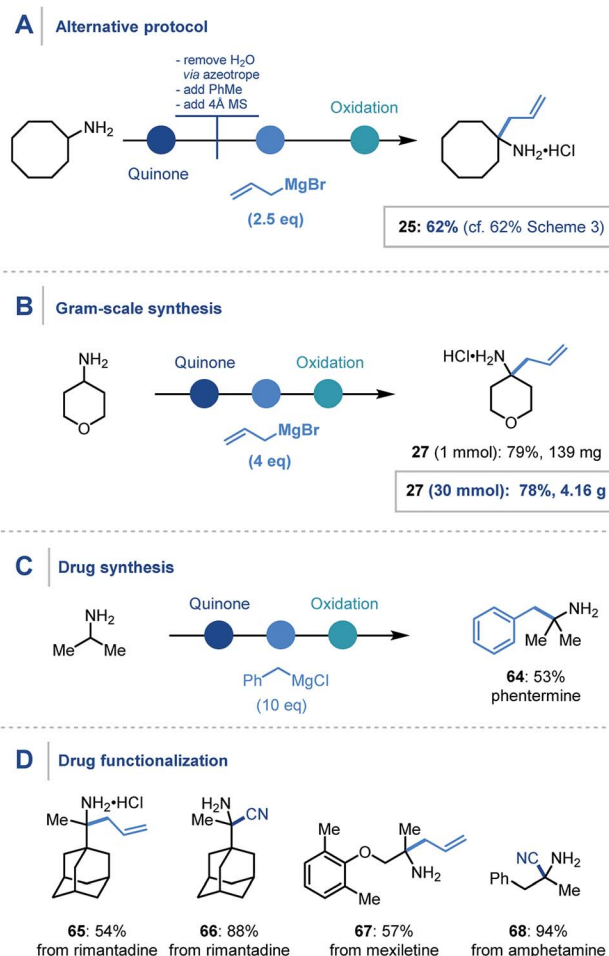 A Alternative protocol
- remove H2O
via azeotrope
- add PhMe
- add 4Å MS
NH2
Quinone
Oxidation
MgBr
(2.5 eq)
NH2•HCl
25: 62% (cf. 62% Scheme 3)
B Gram-scale synthesis
NH2
O
Quinone
Oxidation
MgBr
(4 eq)
HCl•H2N
O
27 (1 mmol): 79%, 139 mg
27 (30 mmol): 78%, 4.16 g
C Drug synthesis
NH2
Me Me
Quinone
Oxidation
Ph MgCl
(10 eq)
NH2
Me Me
64: 53%
phentermine
D Drug functionalization
NH2•HCl
Me
65: 54%
from rimantadine
H2N
Me CN
66: 88%
from rimantadine
Me
O
Me
NH2
Me
67: 57%
from mexiletine
NC NH2
Ph Me
68: 94%
from amphetamine